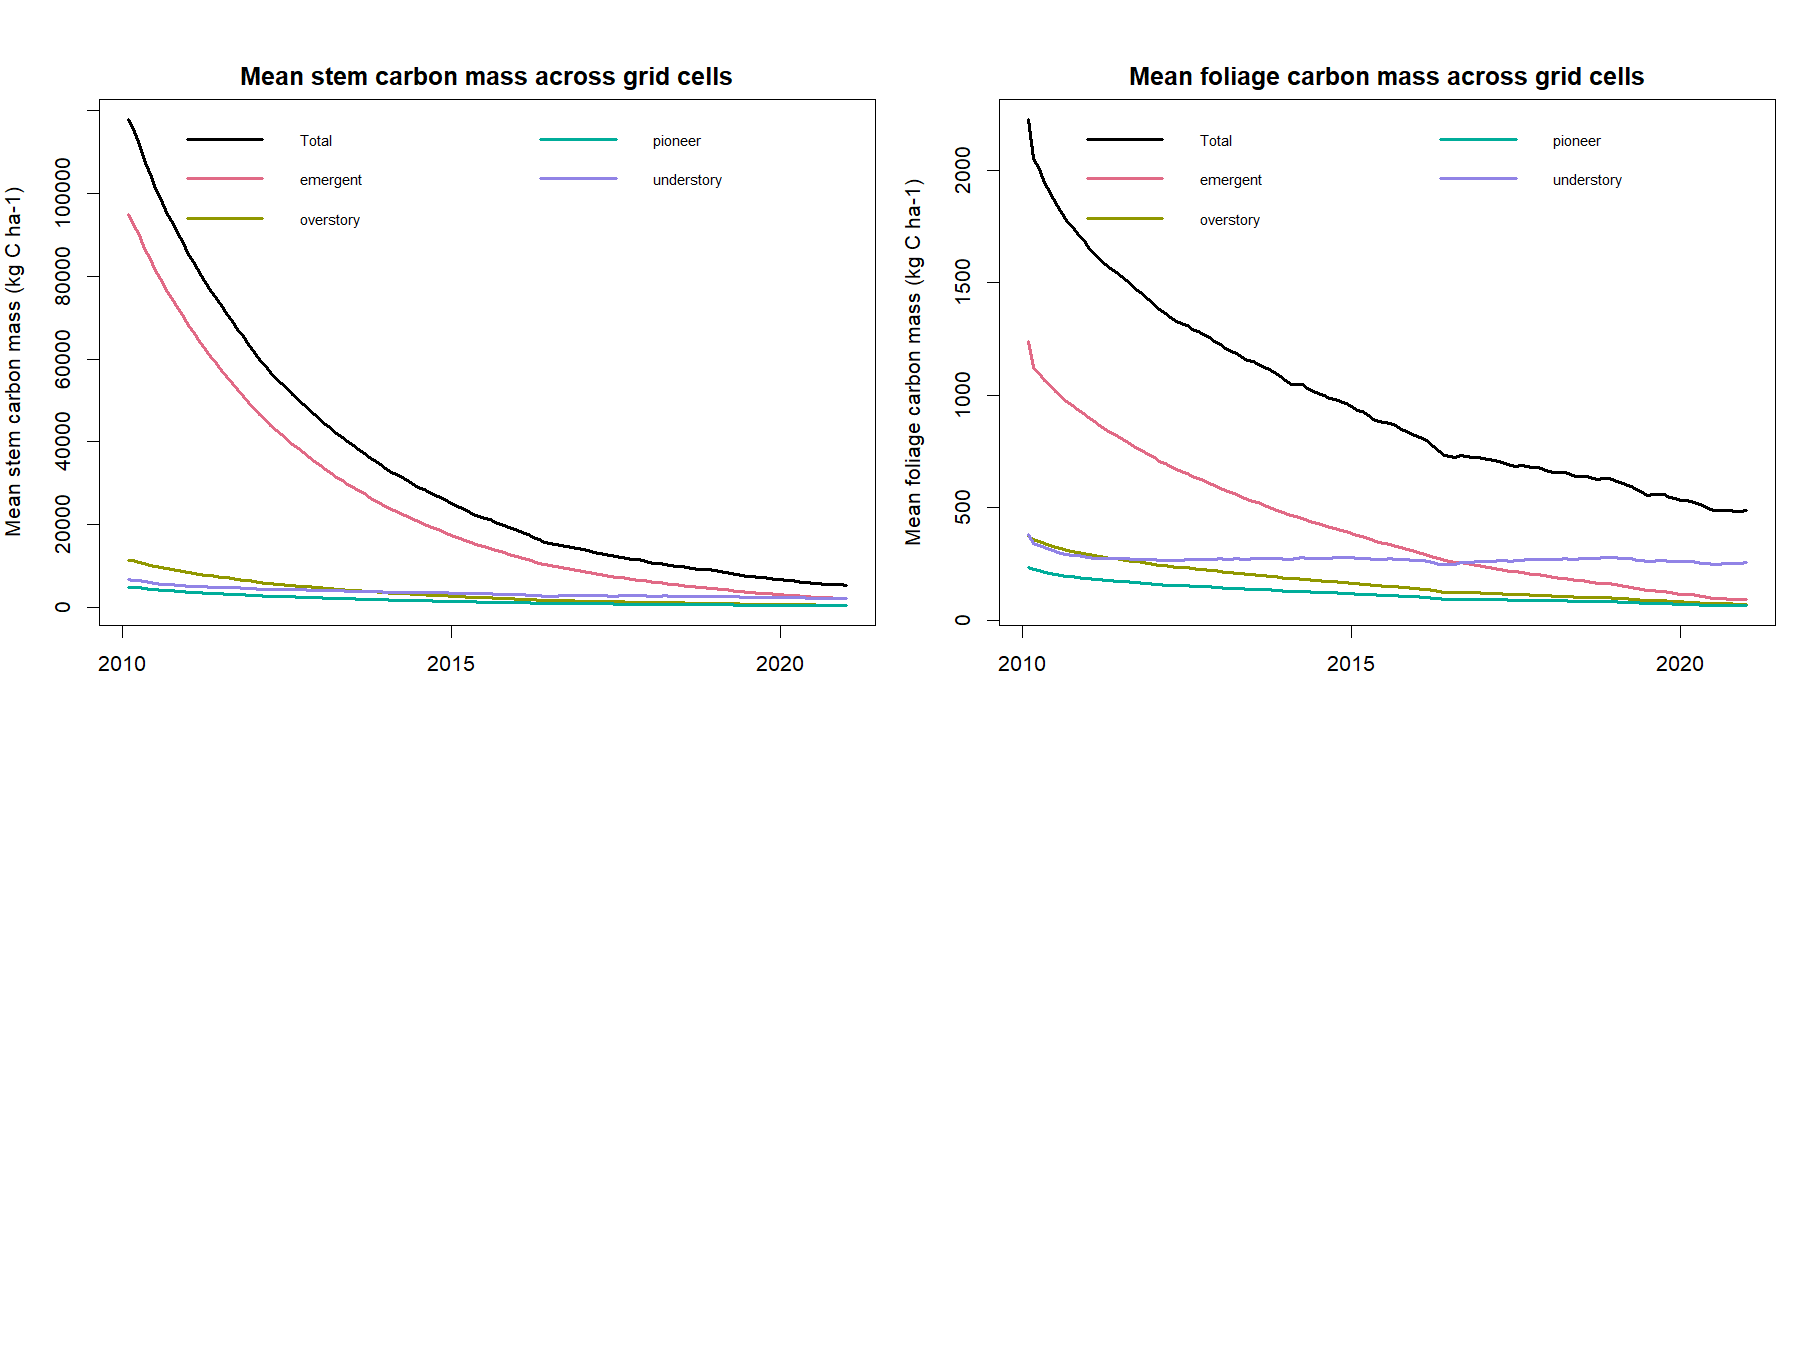 Mean stem carbon mass across grid cells
Mean stem carbon mass (kg C ha-1)
0
20000
40000
60000
80000
100000
Total
emergent
overstory
pioneer
understory
2010
2015
2020
Mean foliage carbon mass across grid cells
Mean foliage carbon mass (kg C ha-1)
0
500
1000
1500
2000
Total
emergent
overstory
pioneer
understory
2010
2015
2020